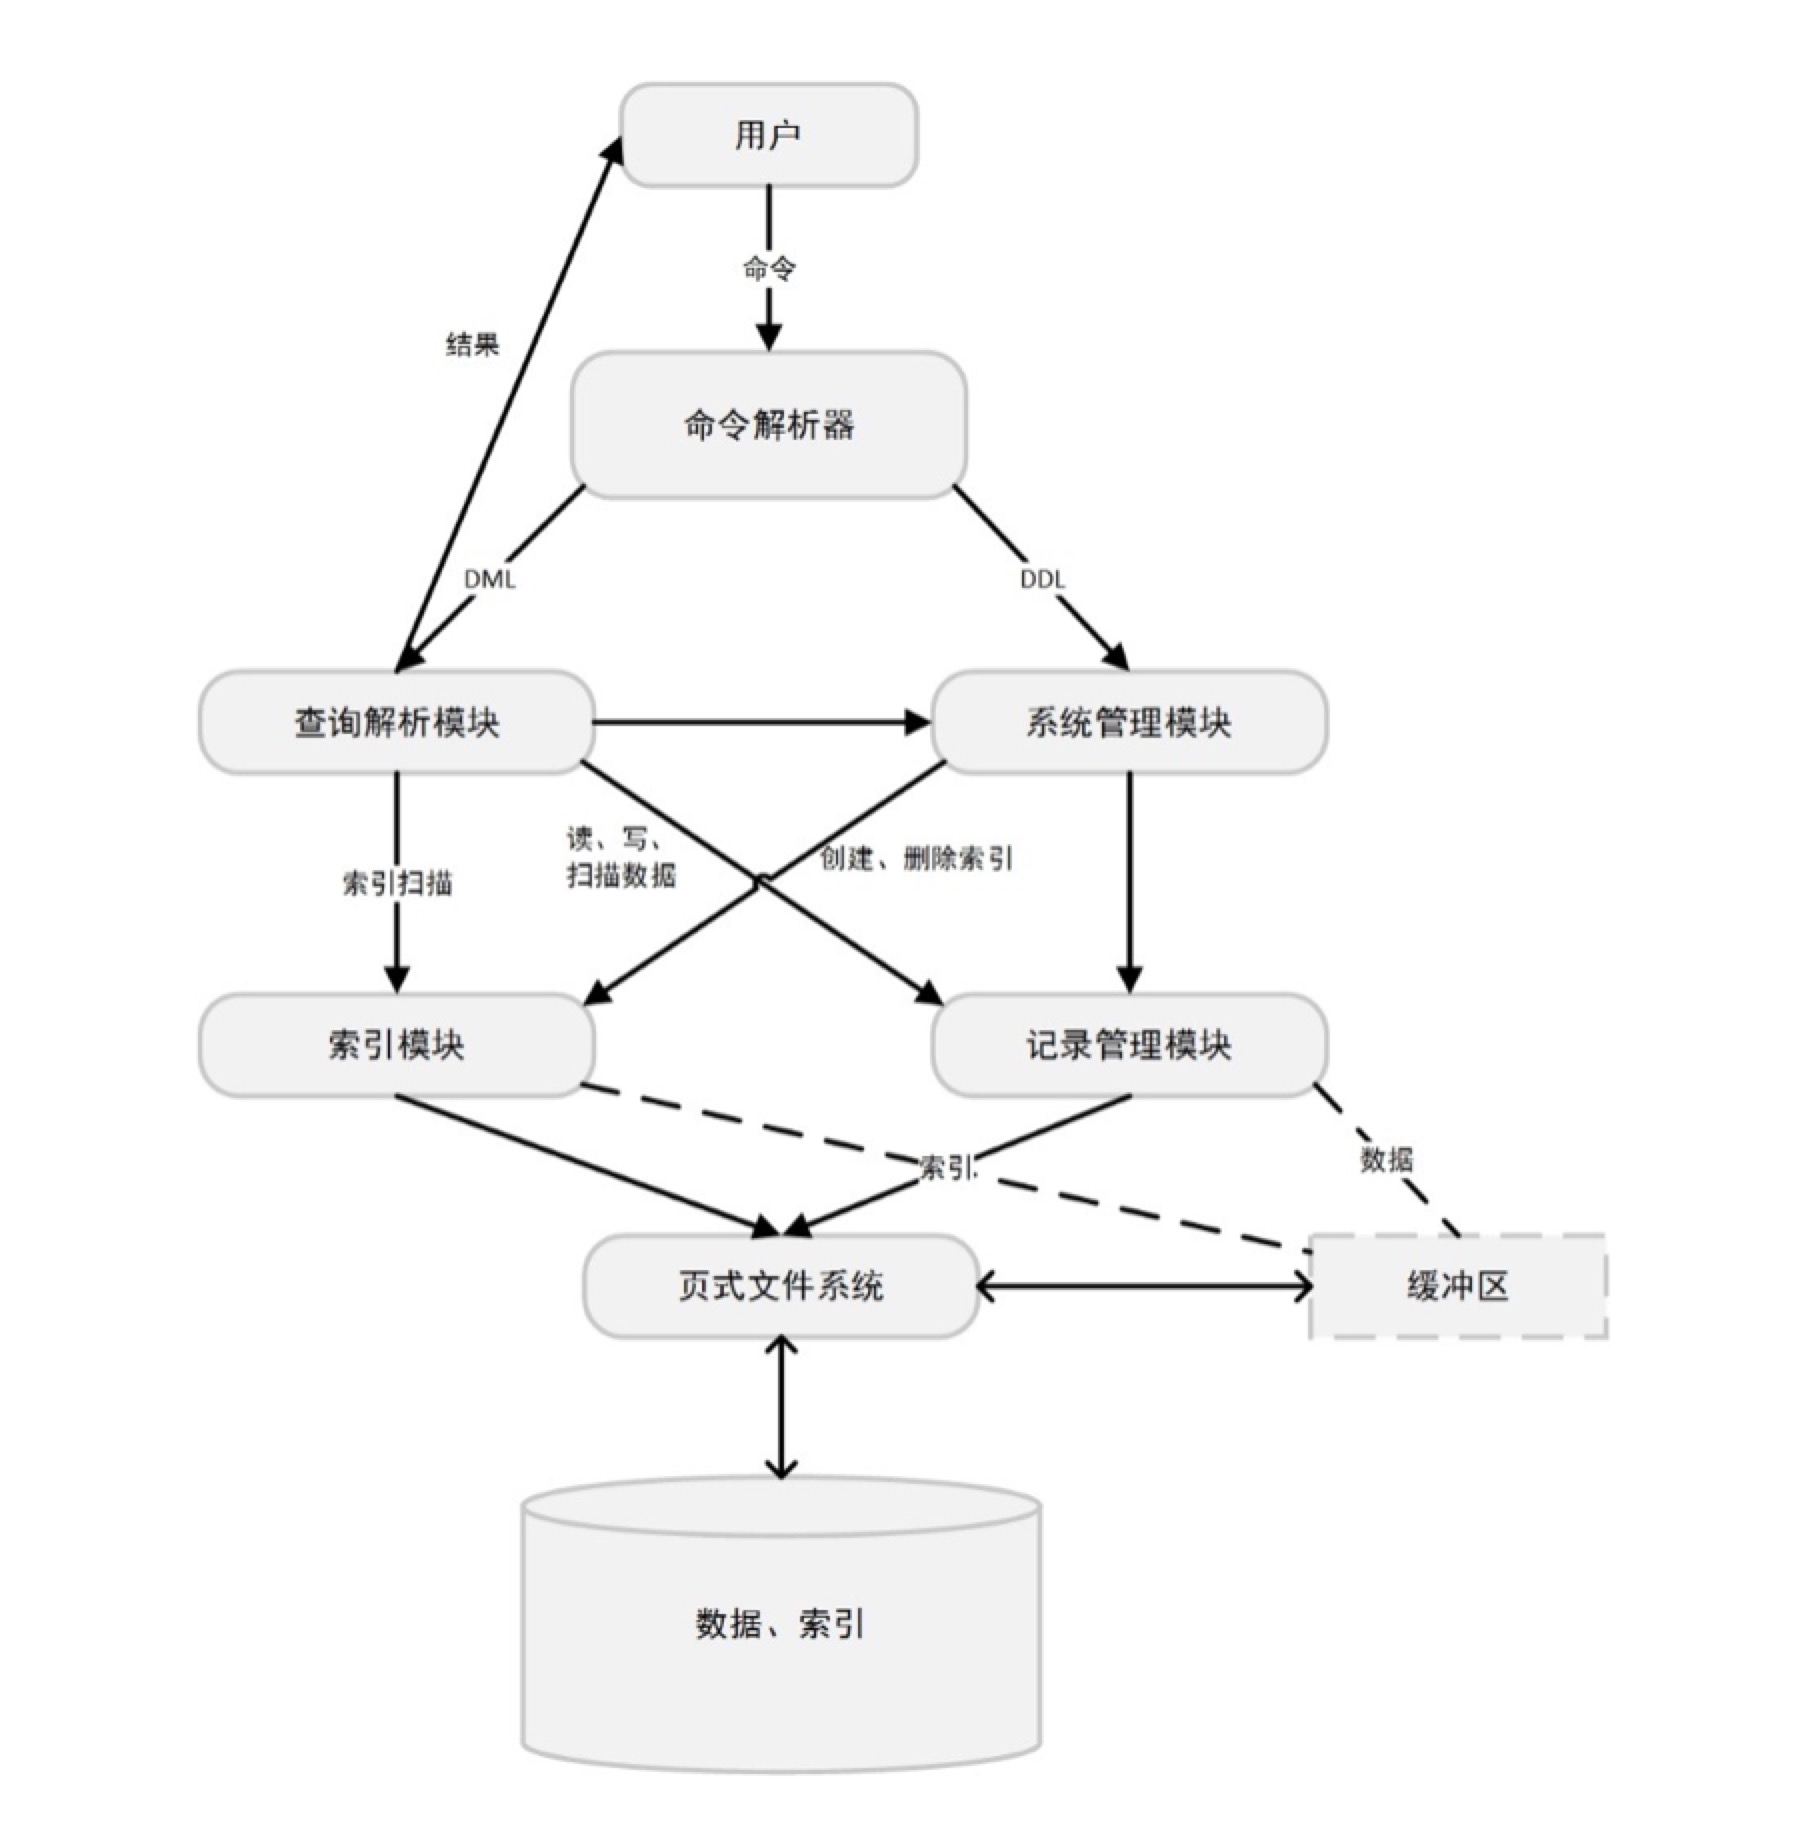 用户
命令
结果
命令解析器
DML
DDL
查询解析模块
系统管理模块
读、写、
扫描数据
创建、删除索引
索引扫描
索引模块
记录管理模块
数据
索引
页式文件系统
缓冲区
数据、索引